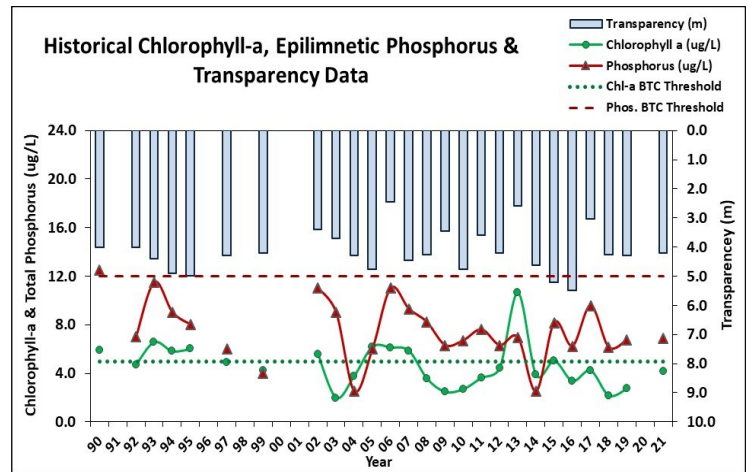 Historical Chlorophyll-a, Epilimnetic Phosphorus &
Transparency Data
Transparency (m)
Chlorophyll a (ug/L)
Phosphorus (ug/L)
Chl-a BTC Threshold
Phos. BTC Threshold
Chlorophyll-a & Total Phosphorus (ug/L)
24.0
20.0
16.0
12.0
8.0
4.0
0.0
0.0
1.0
2.0
3.0
4.0
5.0
6.0
7.0
8.0
9.0
10.0
Transparencey (m)
90 91 92 93 94 95 96 97 98 99 00 01 02 03 04 05 06 07 08 09 10 11 12 13 14 15 16 17 18 19 20 21
Year